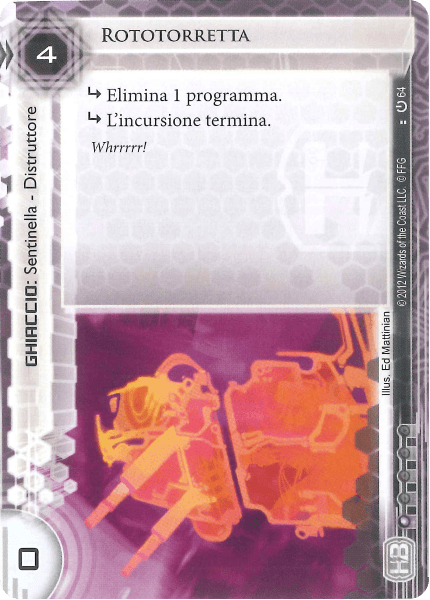 ROTOTORRETTA
4
↳ Elimina 1 programma.
↳ L'incursione termina.
Whrrrrr!
GHIACCIO: Sentinella - Distruttore
64
© 2012 Wizards of the Coast LLC. © FFG
Illus. Ed Mattinian
0
HB